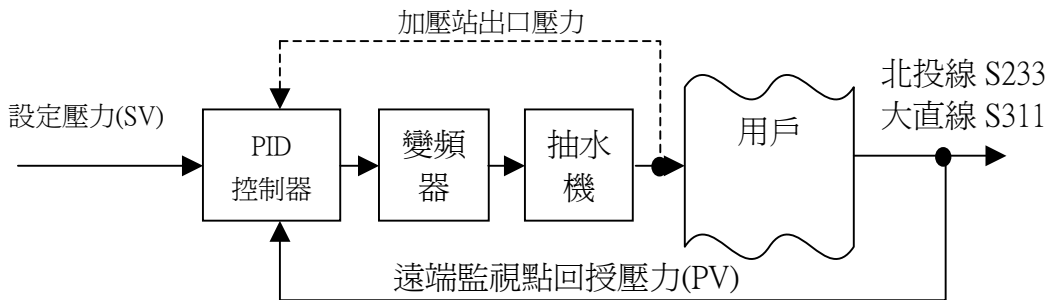 加壓站出口壓力
北投線 S233
大直線 S311
設定壓力(SV)
PID
控制器
變頻
器
抽水
機
用戶
遠端監視點回授壓力(PV)